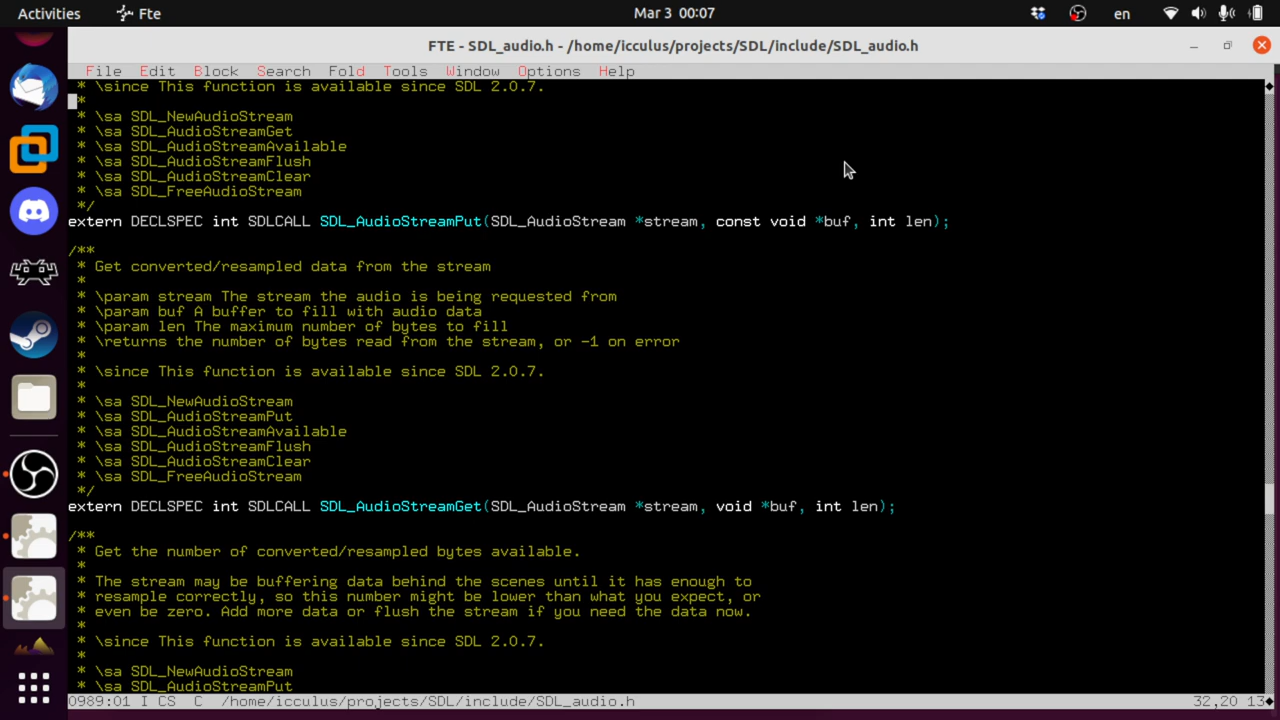 Activities
Fte
Mar 3 00:07
en
FTE - SDL_audio.h - /home/icculus/projects/SDL/include/SDL_audio.h
File Edit Block Search Fold Tools Window Options Help
* \since This function is available since SDL 2.0.7.
*
* \sa SDL_NewAudioStream
* \sa SDL_AudioStreamGet
* \sa SDL_AudioStreamAvailable
* \sa SDL_AudioStreamFlush
* \sa SDL_AudioStreamClear
* \sa SDL_FreeAudioStream
*/
extern DECLSPEC int SDLCALL SDL_AudioStreamPut(SDL_AudioStream *stream, const void *buf, int len);
/**
* Get converted/resampled data from the stream
*
* \param stream The stream the audio is being requested from
* \param buf A buffer to fill with audio data
* \param len The maximum number of bytes to fill
* \returns the number of bytes read from the stream, or -1 on error
*
* \since This function is available since SDL 2.0.7.
*
* \sa SDL_NewAudioStream
* \sa SDL_AudioStreamPut
* \sa SDL_AudioStreamAvailable
* \sa SDL_AudioStreamFlush
* \sa SDL_AudioStreamClear
* \sa SDL_FreeAudioStream
*/
extern DECLSPEC int SDLCALL SDL_AudioStreamGet(SDL_AudioStream *stream, void *buf, int len);
/**
* Get the number of converted/resampled bytes available.
*
* The stream may be buffering data behind the scenes until it has enough to
* resample correctly, so this number might be lower than what you expect, or
* even be zero. Add more data or flush the stream if you need the data now.
*
* \since This function is available since SDL 2.0.7.
*
* \sa SDL_NewAudioStream
* \sa SDL_AudioStreamPut
0989:01 I CS C /home/icculus/projects/SDL/include/SDL_audio.h 32,20 13